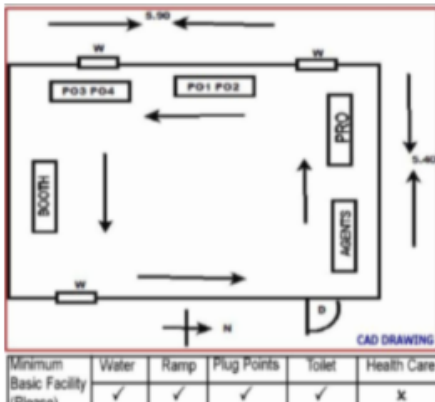 5.90
W
W
PO3 PO4
PO1 PO2
PRO
5.40
BOOTH
AGENTS
W
D
N
CAD DRAWING
Minimum
Basic Facility
(Please)
Water
Ramp
Plug Points
Toilet
Health Care
✓ ✓ ✓ ✓ x